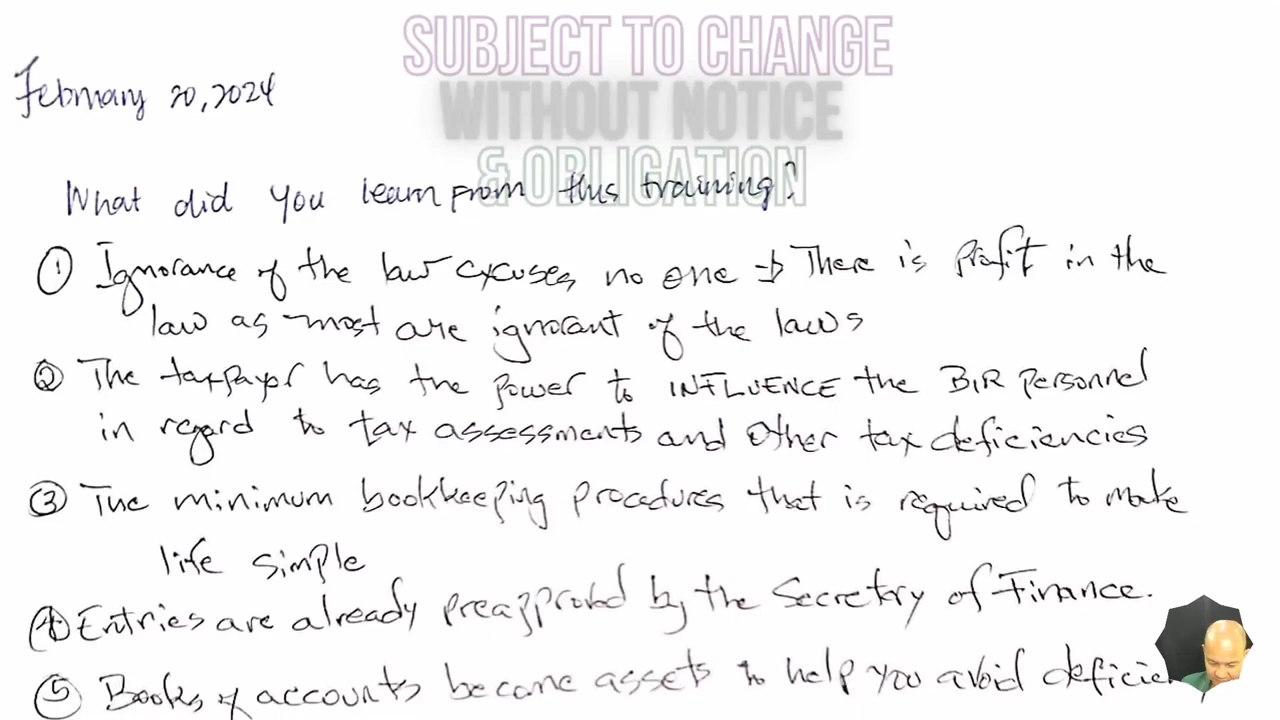 SUBJECT TO CHANGE
WITHOUT NOTICE
& OBLIGATION
February 20, 2024
What did you learn from this training?
① Ignorance of the law excuses no one => There is profit in the
law as most are ignorant of the laws
② The taxpayer has the power to INFLUENCE the BIR personnel
in regard to tax assessments and other tax deficiencies
③ The minimum bookkeeping procedures that is required to make
life simple
④ Entries are already preapproved by the Secretary of Finance.
⑤ Books of accounts become assets to help you avoid